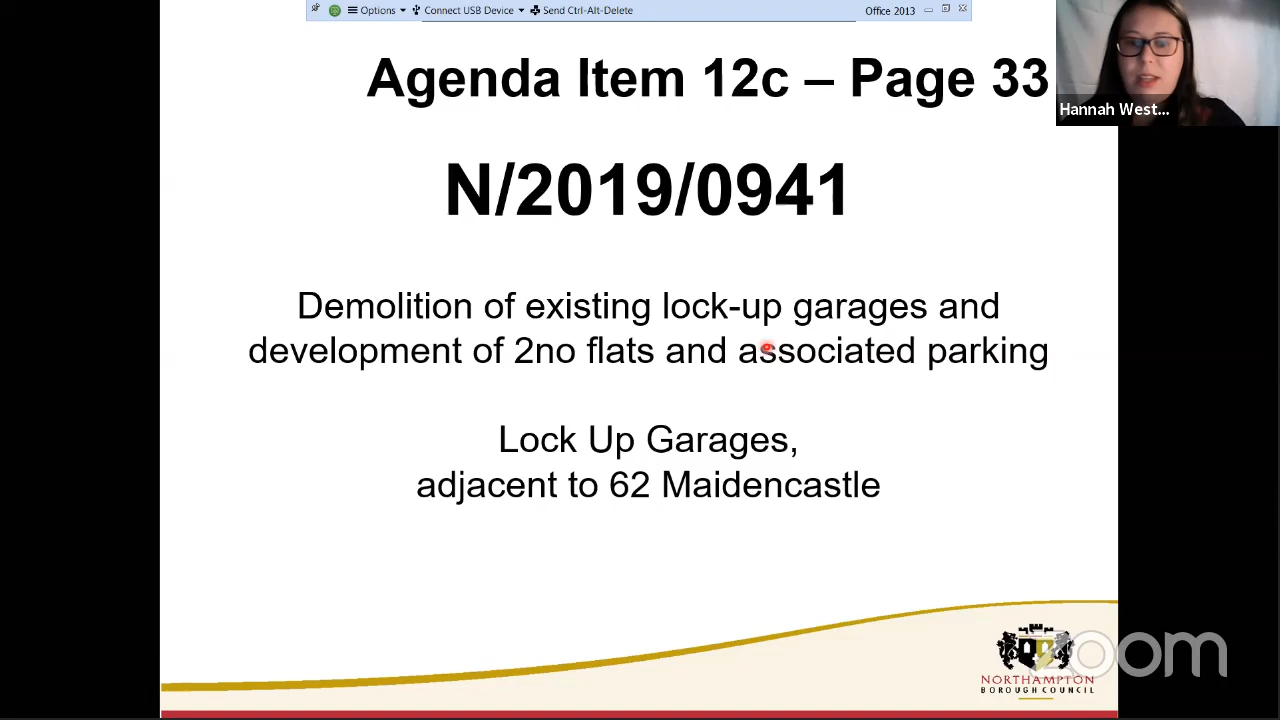 Options
Connect USB Device
Send Ctrl-Alt-Delete
Office 2013
Agenda Item 12c – Page 33
Hannah West...
N/2019/0941
Demolition of existing lock-up garages and
development of 2no flats and associated parking
Lock Up Garages,
adjacent to 62 Maidencastle
zoom
NORTHAMPTON
BOROUGH COUNCIL